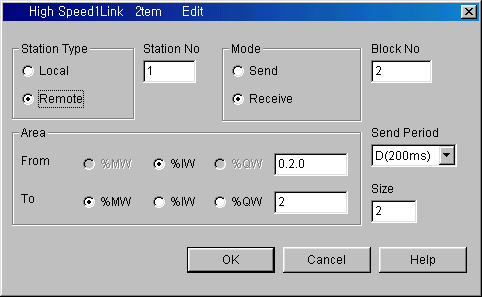 High Speed1Link 2tem Edit
Station Type
Station No
Mode
Block No
Local
1
Send
2
Remote
Receive
Area
Send Period
From %MW %IW %QW 0.2.0
D(200ms)
To %MW %IW %QW 2
Size
2
OK Cancel Help